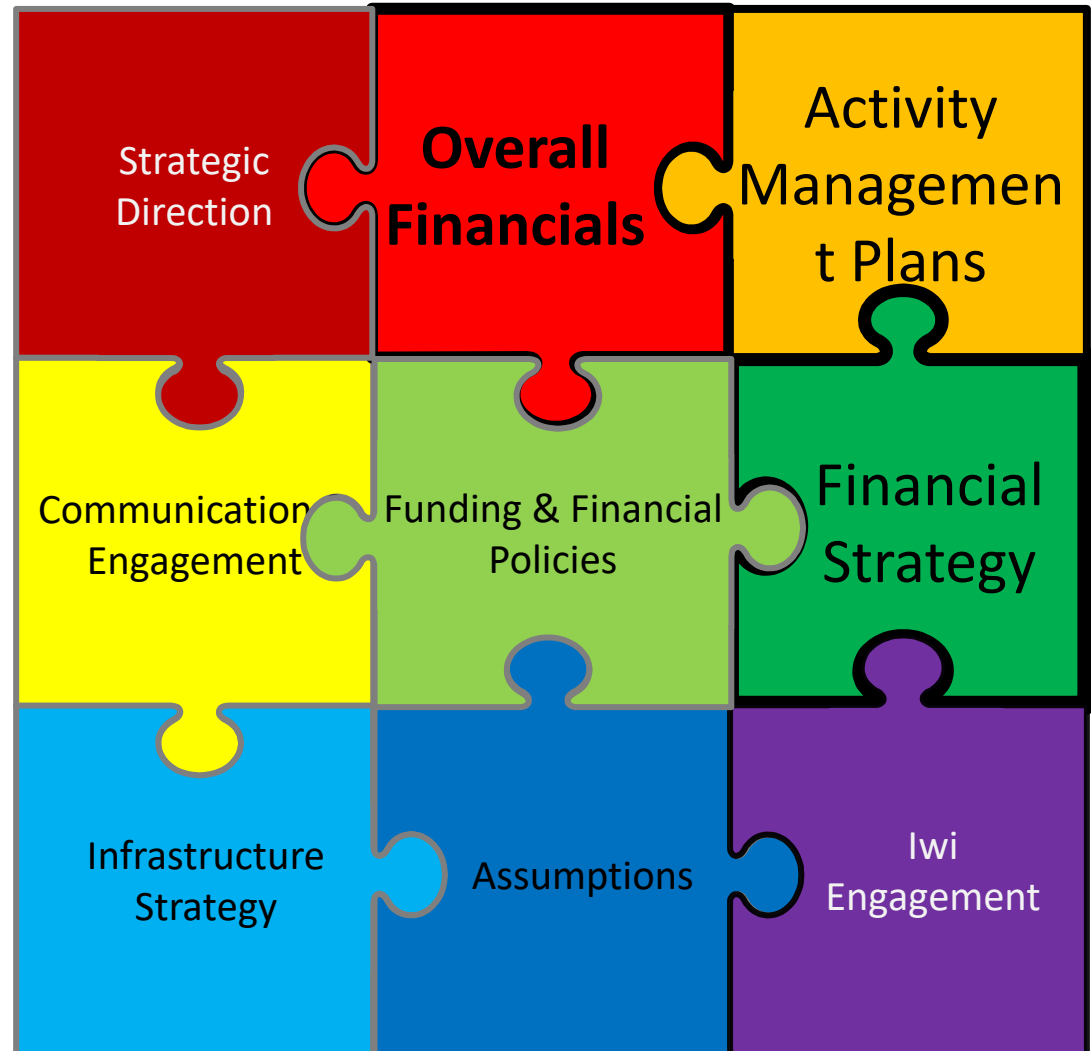 Strategic
Direction
Overall
Financials
Activity
Managemen
t Plans
Communication
Engagement
Funding & Financial
Policies
Financial
Strategy
Infrastructure
Strategy
Assumptions
Iwi
Engagement